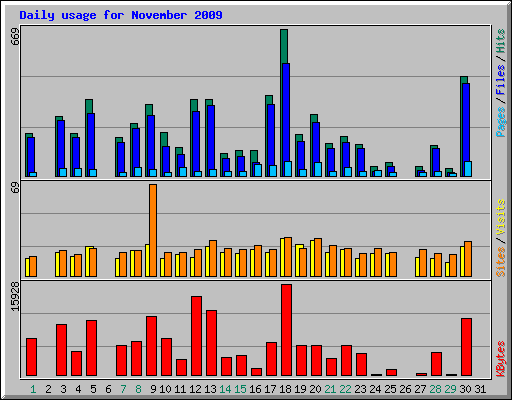 Daily usage for November 2009
669
Pages / Files / Hits
69
Sites / Visits
15928
KBytes
1 2 3 4 5 6 7 8 9 10 11 12 13 14 15 16 17 18 19 20 21 22 23 24 25 26 27 28 29 30 31